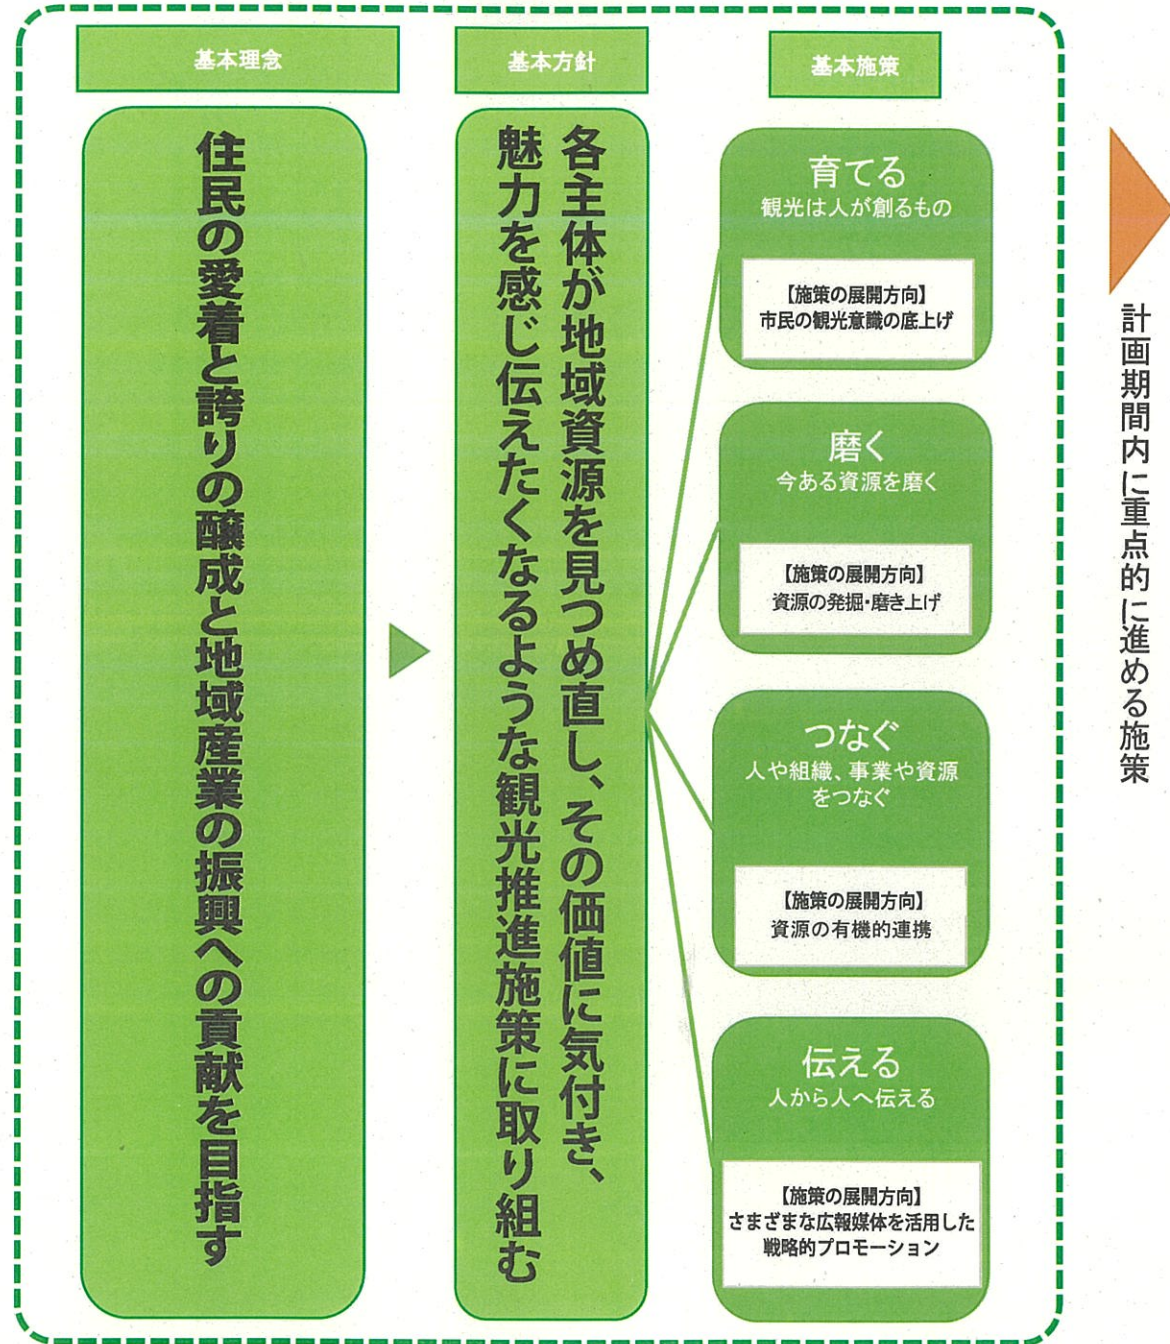 基本理念
住民の愛着と誇りの醸成と地域産業の振興への貢献を目指す
基本方針
各主体が地域資源を見つめ直し、その価値に気付き、
魅力を感じ伝えたくなるような観光推進施策に取り組む
基本施策
育てる
観光は人が創るもの
【施策の展開方向】
市民の観光意識の底上げ
磨く
今ある資源を磨く
【施策の展開方向】
資源の発掘・磨き上げ
つなぐ
人や組織、事業や資源
をつなぐ
【施策の展開方向】
資源の有機的連携
伝える
人から人へ伝える
【施策の展開方向】
さまざまな広報媒体を活用した
戦略的プロモーション
計画期間内に重点的に進める施策